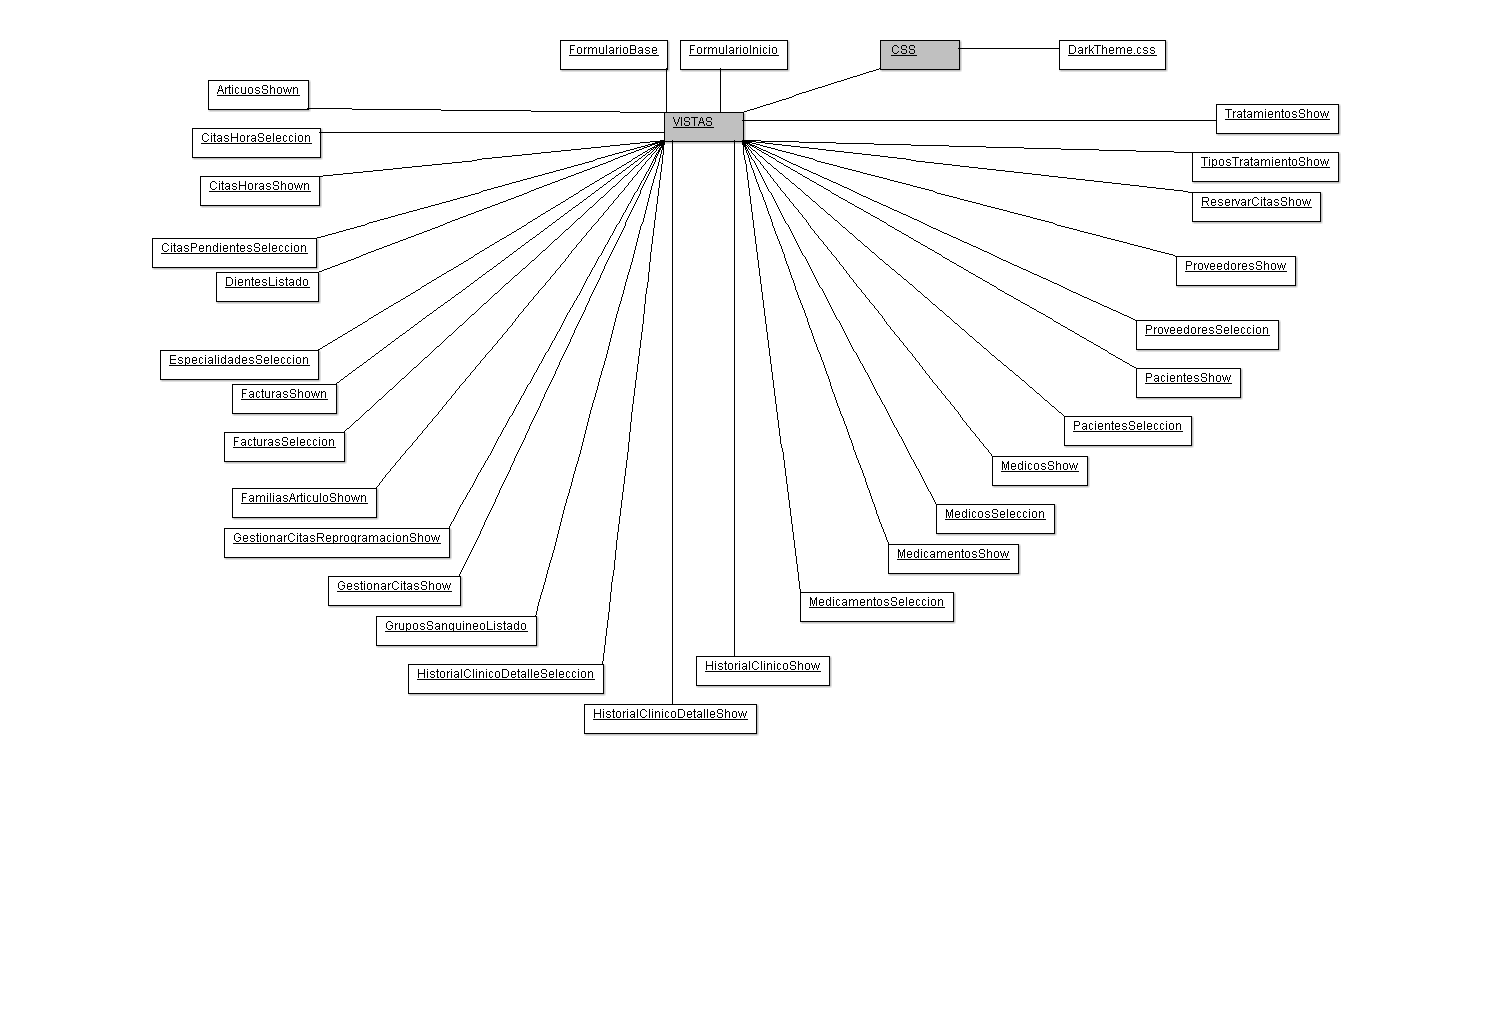 FormularioBase
FormularioInicio
CSS
DarkTheme.css
ArticuosShown
VISTAS
TratamientosShow
CitasHoraSeleccion
TiposTratamientoShow
CitasHorasShown
ReservarCitasShow
CitasPendientesSeleccion
ProveedoresShow
DientesListado
ProveedoresSeleccion
EspecialidadesSeleccion
PacientesShow
FacturasShown
PacientesSeleccion
FacturasSeleccion
MedicosShow
FamiliasArticuloShown
MedicosSeleccion
GestionarCitasReprogramacionShow
MedicamentosShow
GestionarCitasShow
MedicamentosSeleccion
GruposSanquineoListado
HistorialClinicoShow
HistorialClinicoDetalleSeleccion
HistorialClinicoDetalleShow